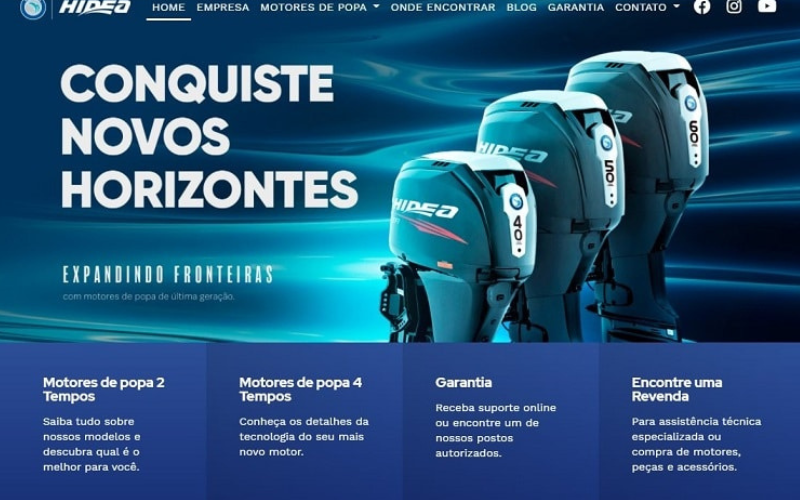 HIDEA
HOME EMPRESA MOTORES DE POPA ONDE ENCONTRAR BLOG GARANTIA CONTATO
CONQUISTE
NOVOS
HORIZONTES
EXPANDINDO FRONTEIRAS
com motores de popa de última geração.
HIDEA
40
HIDEA
50
60
Motores de popa 2
Tempos
Saiba tudo sobre
nossos modelos e
descubra qual é o
melhor para você.
Motores de popa 4
Tempos
Conheça os detalhes da
tecnologia do seu mais
novo motor.
Garantia
Receba suporte online
ou encontre um de
nossos postos
autorizados.
Encontre uma
Revenda
Para assistência técnica
especializada ou
compra de motores,
peças e acessórios.